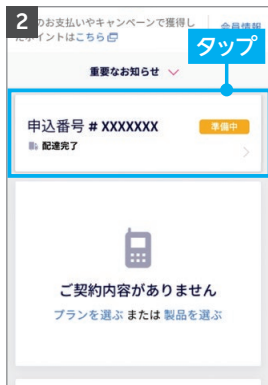 2
のお支払いやキャンペーンで獲得し
たポイントはこちら
会員情報
タップ
重要なお知らせ
申込番号 # XXXXXXX
準備中
配達完了
ご契約内容がありません
プランを選ぶ または 製品を選ぶ